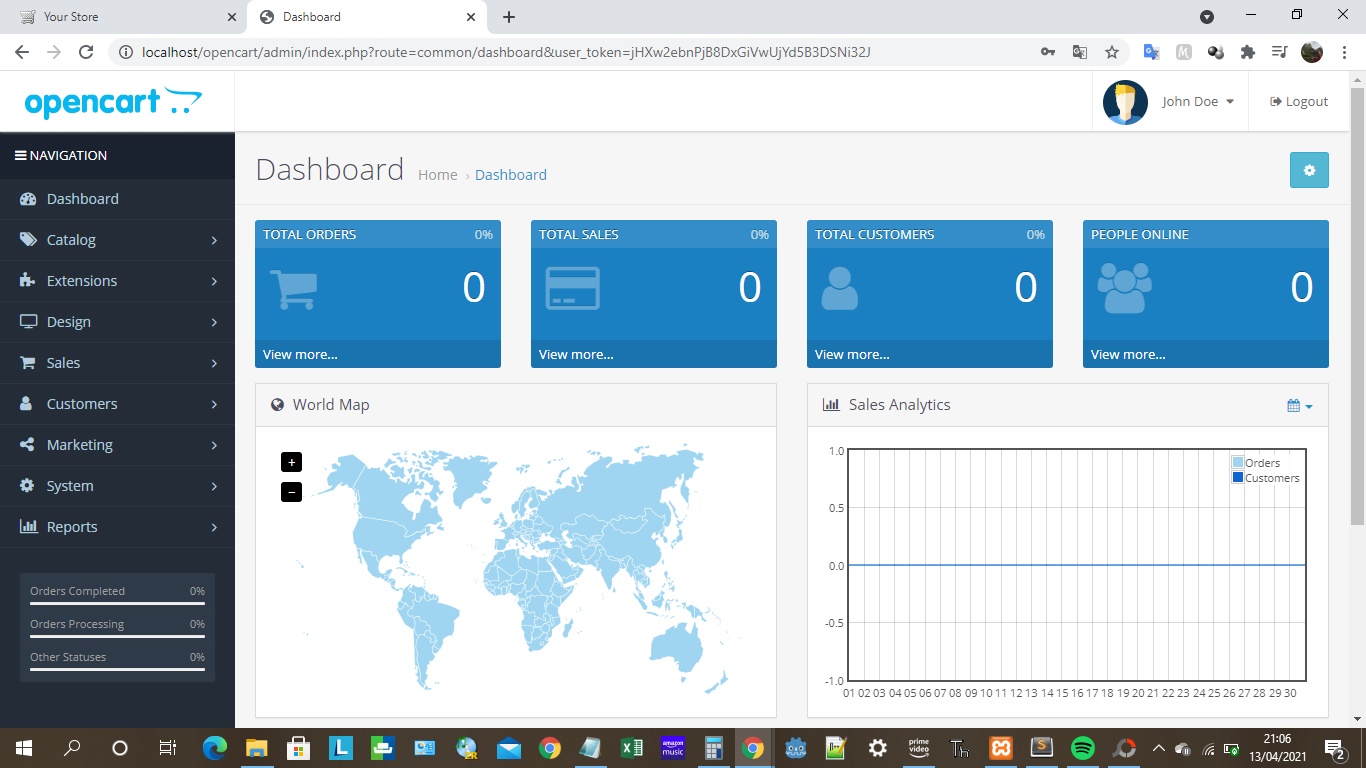 Your Store
Dashboard
localhost/opencart/admin/index.php?route=common/dashboard&user_token=jHXw2ebnPjB8DxGiVwUjYd5B3DSNi32J
opencart
John Doe
Logout
NAVIGATION
Dashboard
Catalog
Extensions
Design
Sales
Customers
Marketing
System
Reports
Orders Completed 0%
Orders Processing 0%
Other Statuses 0%
Dashboard Home › Dashboard
TOTAL ORDERS 0%
0
View more...
TOTAL SALES 0%
0
View more...
TOTAL CUSTOMERS 0%
0
View more...
PEOPLE ONLINE
0
View more...
World Map
+
−
Sales Analytics
Orders
Customers
1.0
0.5
0.0
-0.5
-1.0
01 02 03 04 05 06 07 08 09 10 11 12 13 14 15 16 17 18 19 20 21 22 23 24 25 26 27 28 29 30
L
amazon music
prime video
Th
S
21:06
13/04/2021
2